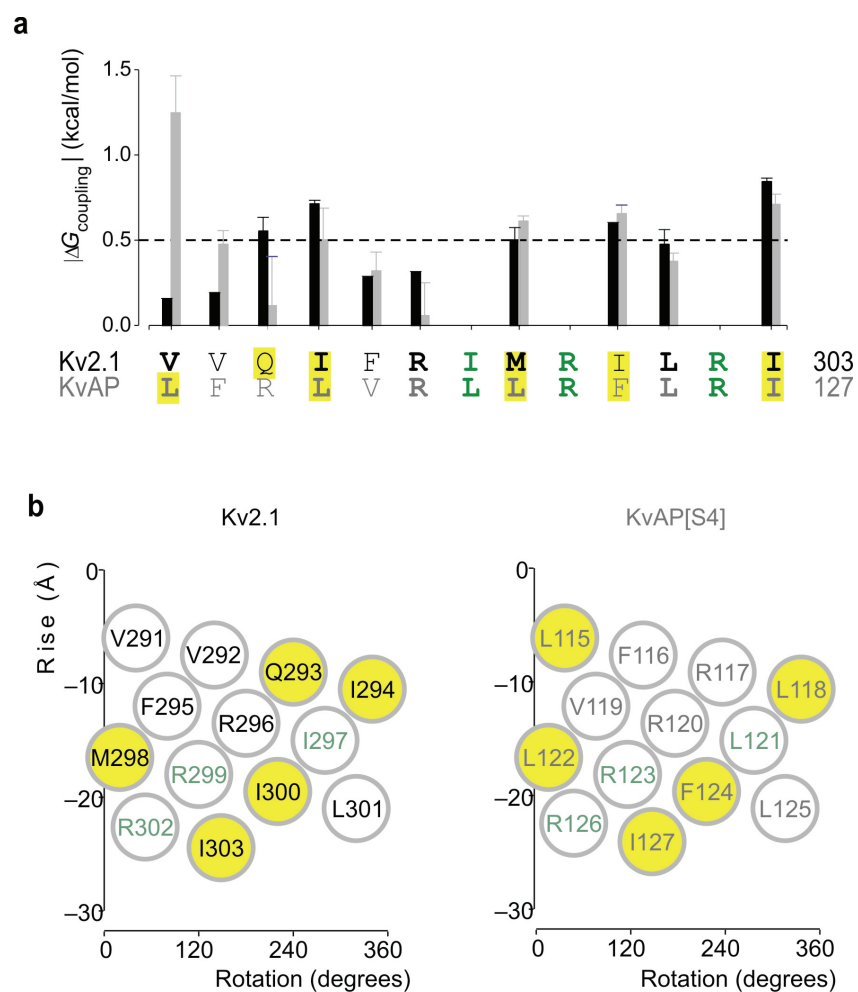 a
|ΔG_coupling| (kcal/mol)
1.5
1.0
0.5
0.0
Kv2.1 V V Q I F R I M R I L R I 303
KvAP L F R L V R L L R F L R I 127
b
Kv2.1
Rise (Å)
0
–10
–20
–30
V291
V292
Q293
I294
F295
R296
I297
M298
R299
I300
L301
R302
I303
0 120 240 360
Rotation (degrees)
KvAP[S4]
0
–10
–20
–30
L115
F116
R117
L118
V119
R120
L121
L122
R123
F124
L125
R126
I127
0 120 240 360
Rotation (degrees)